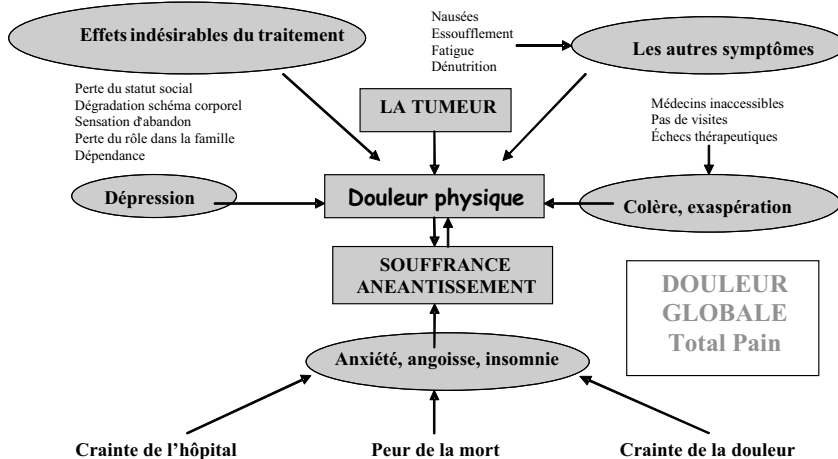 Effets indésirables du traitement
Nausées
Essoufflement
Fatigue
Dénutrition
Les autres symptômes
Perte du statut social
Dégradation schéma corporel
Sensation d'abandon
Perte du rôle dans la famille
Dépendance
LA TUMEUR
Médecins inaccessibles
Pas de visites
Échecs thérapeutiques
Dépression
Douleur physique
Colère, exaspération
SOUFFRANCE
ANEANTISSEMENT
DOULEUR
GLOBALE
Total Pain
Anxiété, angoisse, insomnie
Crainte de l’hôpital
Peur de la mort
Crainte de la douleur